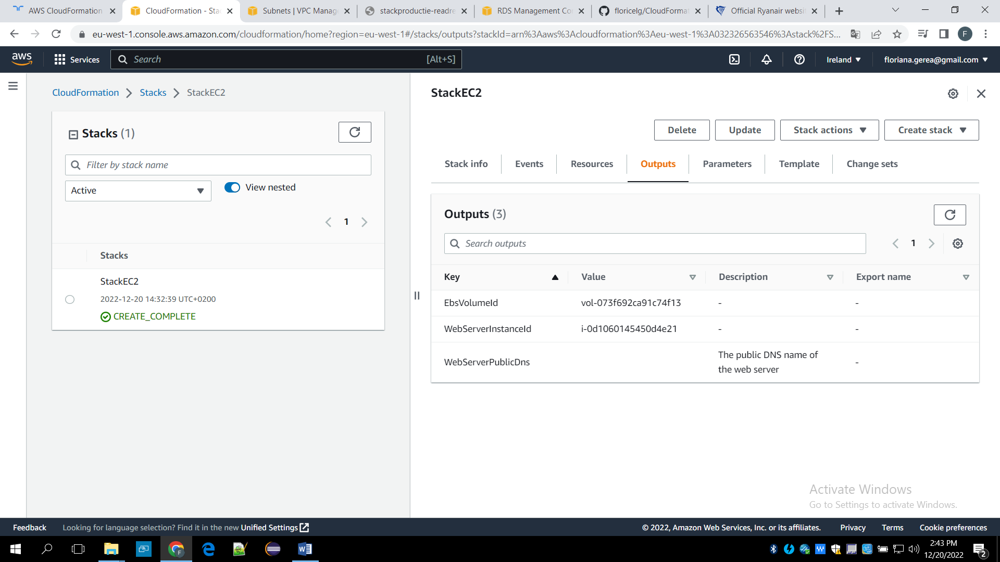 AWS CloudFormation
CloudFormation - Stac
Subnets | VPC Manage
stackproductie-readre
RDS Management Co
floricelg/CloudFormat
Official Ryanair websit
eu-west-1.console.aws.amazon.com/cloudformation/home?region=eu-west-1#/stacks/outputs?stackId=arn%3Aaws%3Acloudformation%3Aeu-west-1%3A032326563546%3Astack%2FS...
F
aws
Services
Search
[Alt+S]
Ireland
floriana.gerea@gmail.com
CloudFormation
Stacks
StackEC2
Stacks (1)
Filter by stack name
Active
View nested
1
Stacks
StackEC2
2022-12-20 14:32:39 UTC+0200
CREATE_COMPLETE
StackEC2
Delete
Update
Stack actions
Create stack
Stack info
Events
Resources
Outputs
Parameters
Template
Change sets
Outputs (3)
Search outputs
1
Key
Value
Description
Export name
EbsVolumeId
vol-073f692ca91c74f13
-
-
WebServerInstanceId
i-0d1060145450d4e21
-
-
WebServerPublicDns
The public DNS name of
the web server
-
Activate Windows
Go to Settings to activate Windows.
Feedback
Looking for language selection? Find it in the new Unified Settings
© 2022, Amazon Web Services, Inc. or its affiliates.
Privacy
Terms
Cookie preferences
2:43 PM
12/20/2022
2